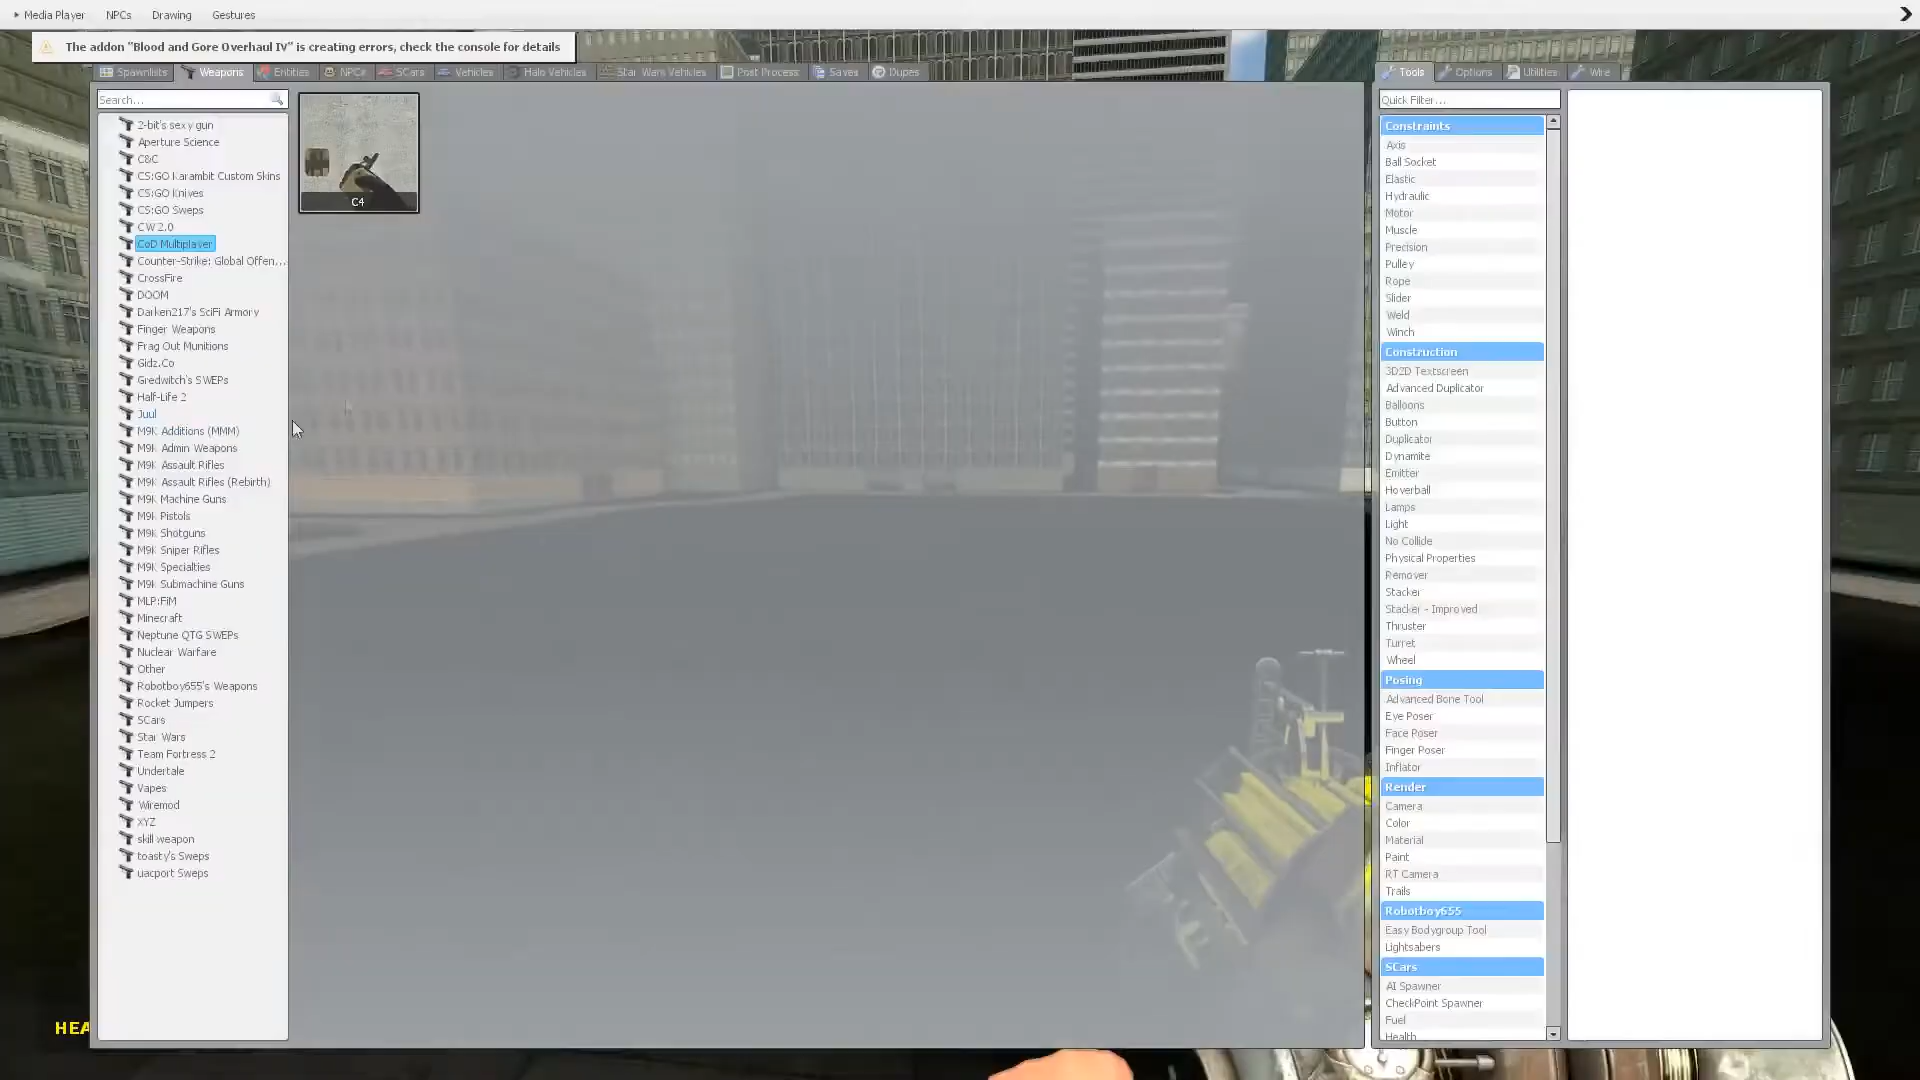 Media Player NPCs Drawing Gestures
The addon "Blood and Gore Overhaul IV" is creating errors, check the console for details
Spawnlists Weapons Entities NPCs SCars Vehicles Halo Vehicles Star Wars Vehicles Post Process Saves Dupes
Tools Options Utilities Wire
Search...
2-bit's sexy gun
Aperture Science
C&C
CS:GO Karambit Custom Skins
CS:GO Knives
CS:GO Sweps
CW 2.0
CoD Multiplayer
Counter-Strike: Global Offen...
CrossFire
DOOM
Darken217's SciFi Armory
Finger Weapons
Frag Out Munitions
Gidz.Co
Gredwitch's SWEPs
Half-Life 2
Juul
M9K Additions (MMM)
M9K Admin Weapons
M9K Assault Rifles
M9K Assault Rifles (Rebirth)
M9K Machine Guns
M9K Pistols
M9K Shotguns
M9K Sniper Rifles
M9K Specialties
M9K Submachine Guns
MLP:FiM
Minecraft
Neptune QTG SWEPs
Nuclear Warfare
Other
Robotboy655's Weapons
Rocket Jumpers
SCars
Star Wars
Team Fortress 2
Undertale
Vapes
Wiremod
XYZ
skill weapon
toasty's Sweps
uacport Sweps
C4
HEA
Quick Filter...
Constraints
Axis
Ball Socket
Elastic
Hydraulic
Motor
Muscle
Precision
Pulley
Rope
Slider
Weld
Winch
Construction
3D2D Textscreen
Advanced Duplicator
Balloons
Button
Duplicator
Dynamite
Emitter
Hoverball
Lamps
Light
No Collide
Physical Properties
Remover
Stacker
Stacker - Improved
Thruster
Turret
Wheel
Posing
Advanced Bone Tool
Eye Poser
Face Poser
Finger Poser
Inflator
Render
Camera
Color
Material
Paint
RT Camera
Trails
Robotboy655
Easy Bodygroup Tool
Lightsabers
SCars
AI Spawner
CheckPoint Spawner
Fuel
Health